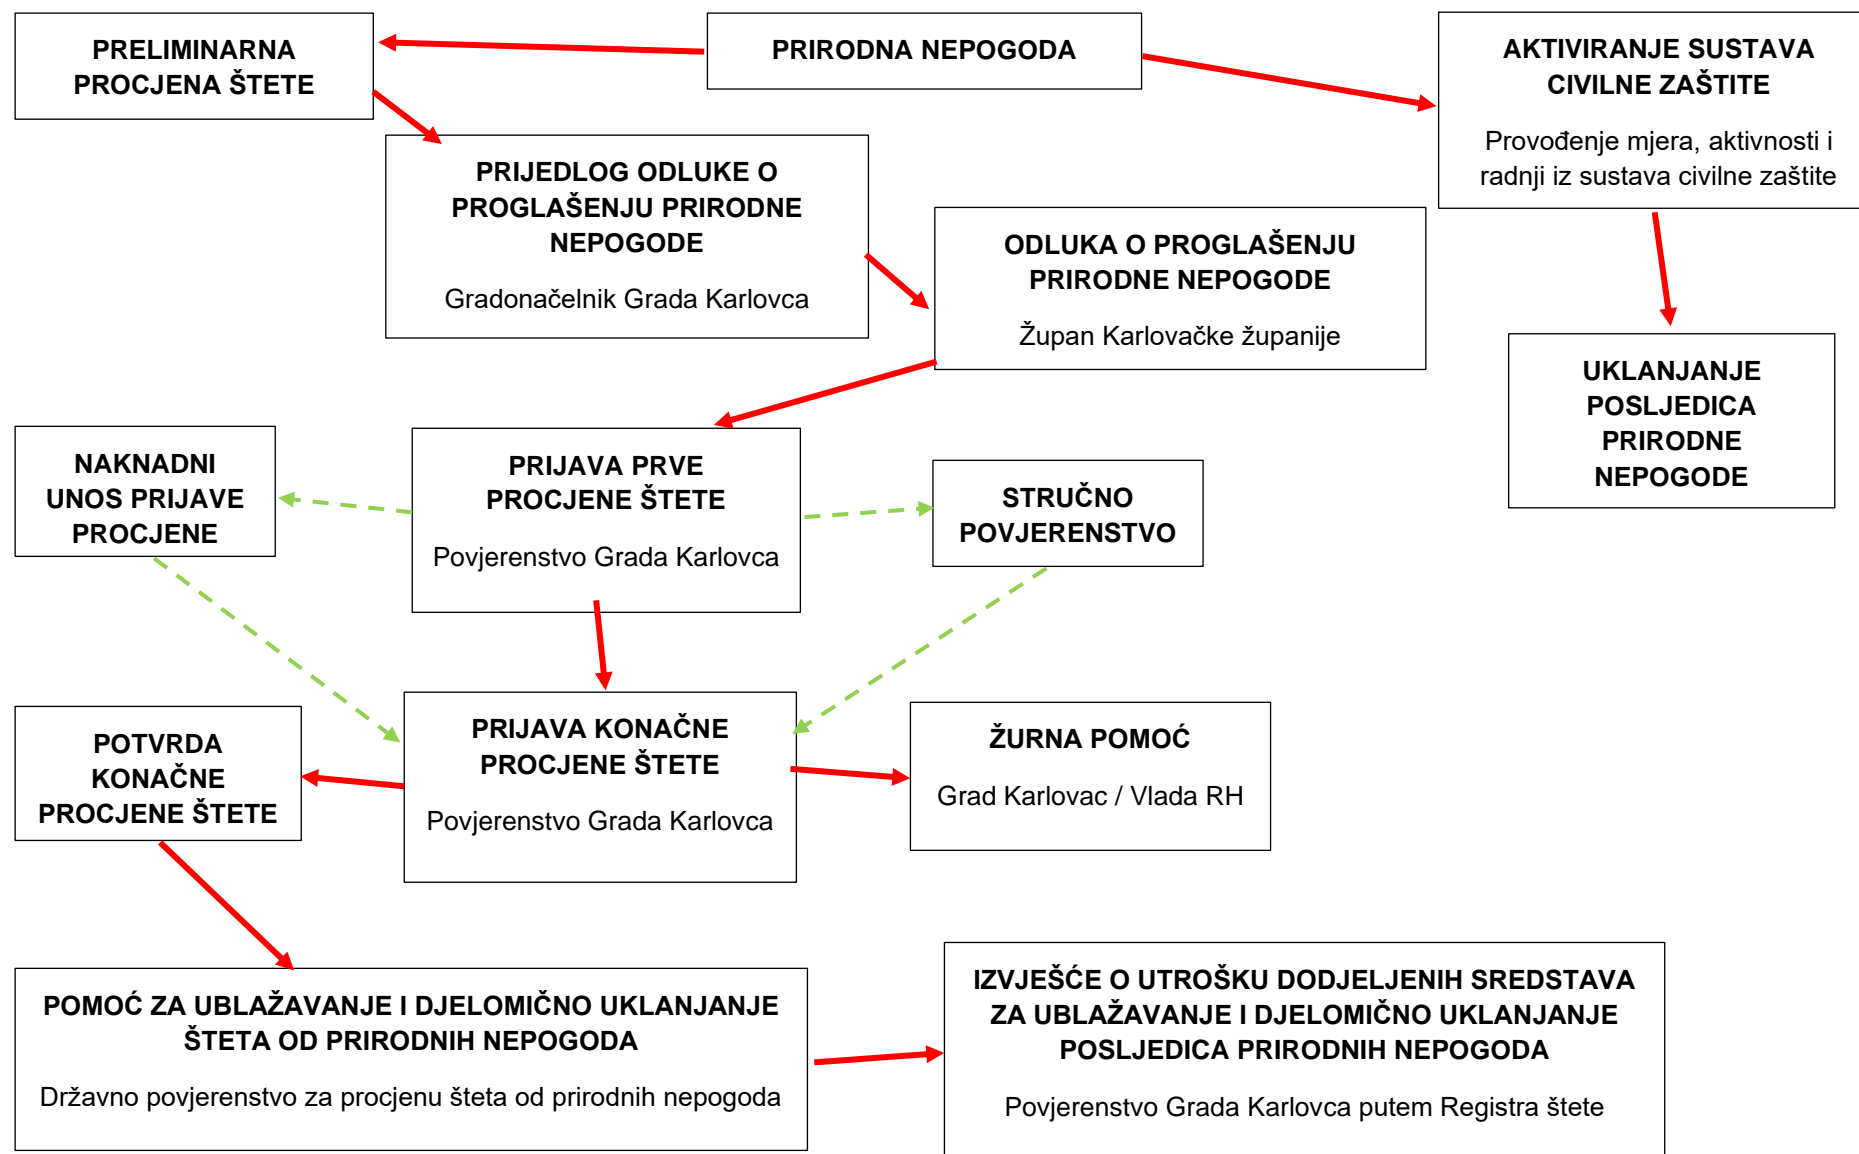 PRELIMINARNA
PROCJENA ŠTETE
PRIRODNA NEPOGODA
AKTIVIRANJE SUSTAVA
CIVILNE ZAŠTITE
Provođenje mjera, aktivnosti i
radnji iz sustava civilne zaštite
PRIJEDLOG ODLUKE O
PROGLAŠENJU PRIRODNE
NEPOGODE
Gradonačelnik Grada Karlovca
ODLUKA O PROGLAŠENJU
PRIRODNE NEPOGODE
Župan Karlovačke županije
UKLANJANJE
POSLJEDICA
PRIRODNE
NEPOGODE
NAKNADNI
UNOS PRIJAVE
PROCJENE
PRIJAVA PRVE
PROCJENE ŠTETE
Povjerenstvo Grada Karlovca
STRUČNO
POVJERENSTVO
POTVRDA
KONAČNE
PROCJENE ŠTETE
PRIJAVA KONAČNE
PROCJENE ŠTETE
Povjerenstvo Grada Karlovca
ŽURNA POMOĆ
Grad Karlovac / Vlada RH
POMOĆ ZA UBLAŽAVANJE I DJELOMIČNO UKLANJANJE
ŠTETA OD PRIRODNIH NEPOGODA
Državno povjerenstvo za procjenu šteta od prirodnih nepogoda
IZVJEŠĆE O UTROŠKU DODJELJENIH SREDSTAVA
ZA UBLAŽAVANJE I DJELOMIČNO UKLANJANJE
POSLJEDICA PRIRODNIH NEPOGODA
Povjerenstvo Grada Karlovca putem Registra štete